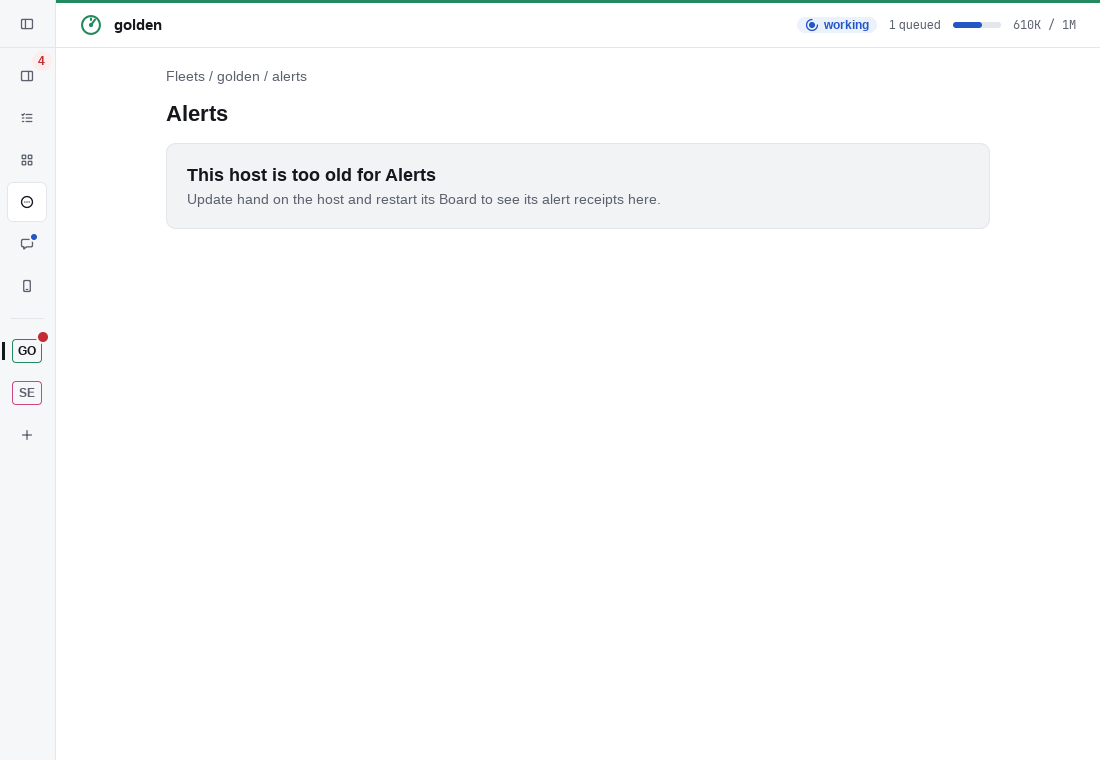 golden
working
1 queued
610K / 1M
4
Fleets / golden / alerts
Alerts
This host is too old for Alerts
Update hand on the host and restart its Board to see its alert receipts here.
GO
SE